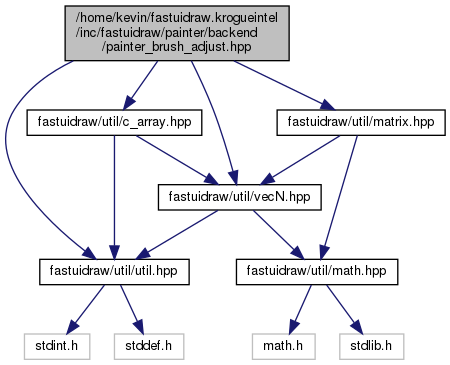 /home/kevin/fastuidraw.krogueintel
/inc/fastuidraw/painter/backend
/painter_brush_adjust.hpp
fastuidraw/util/c_array.hpp
fastuidraw/util/matrix.hpp
fastuidraw/util/vecN.hpp
fastuidraw/util/util.hpp
fastuidraw/util/math.hpp
stdint.h
stddef.h
math.h
stdlib.h